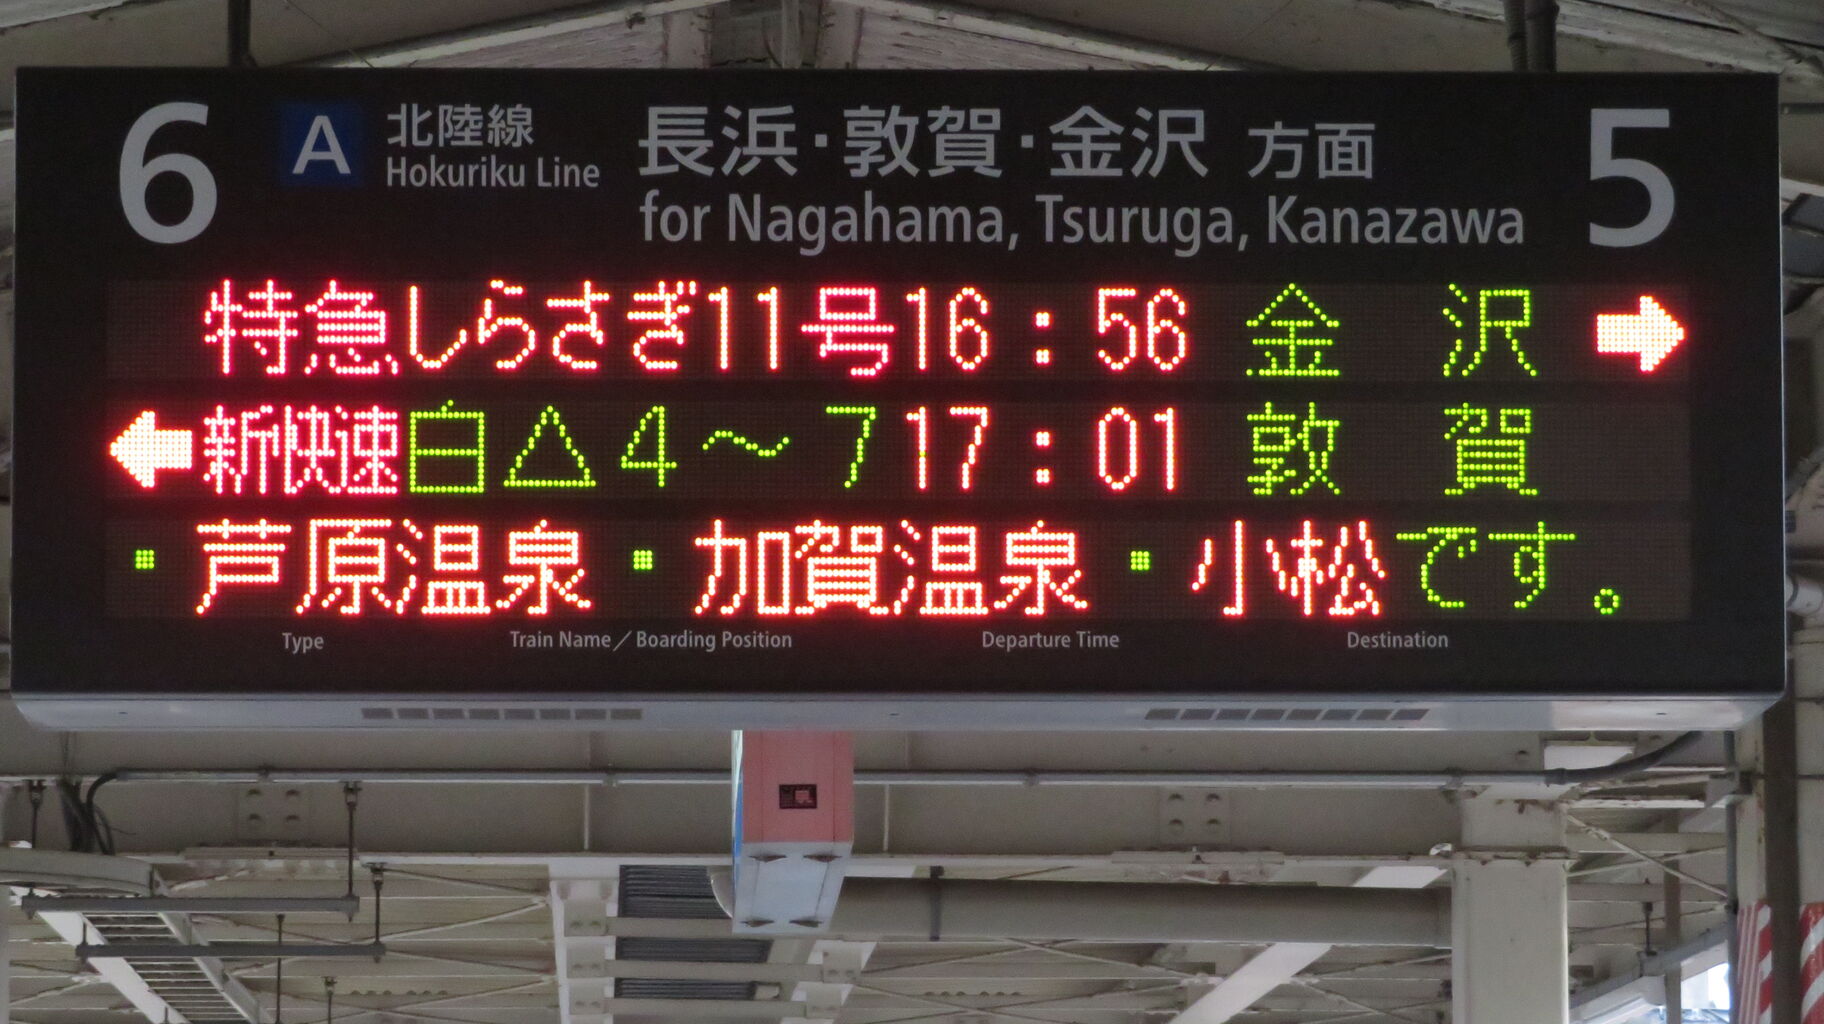 6 A 北陸線 長浜・敦賀・金沢 方面 5
Hokuriku Line for Nagahama, Tsuruga, Kanazawa
特急しらさぎ11号16：56 金 沢 →
←新快速白△4～7 17：01 敦 賀
・芦原温泉・加賀温泉・小松です。
Type Train Name／Boarding Position Departure Time Destination